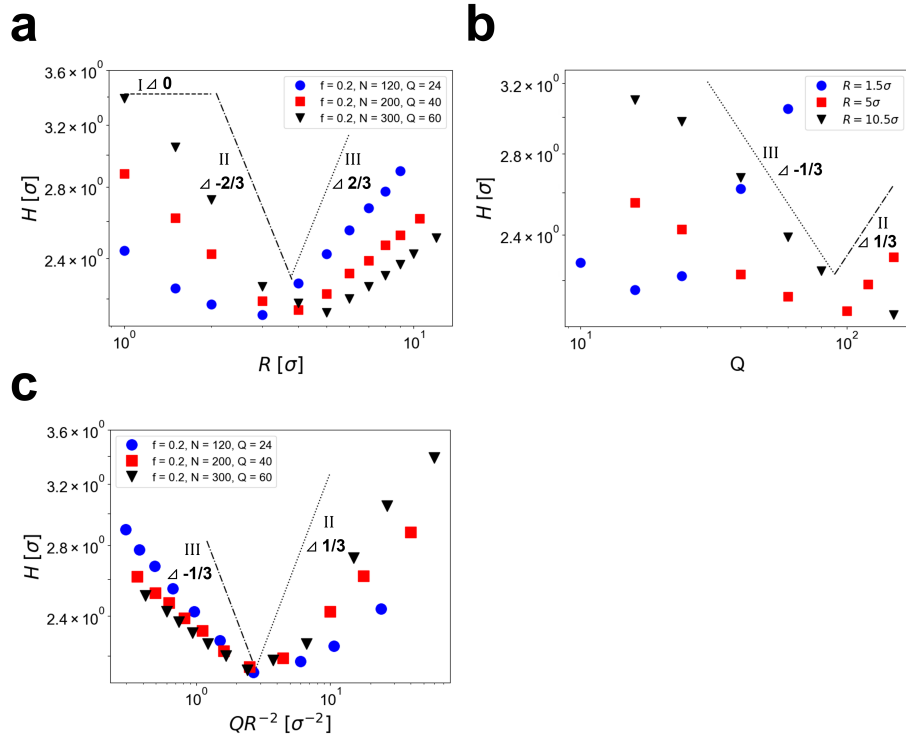 a
3.6 × 10⁰
3.2 × 10⁰
2.8 × 10⁰
2.4 × 10⁰
H [σ]
I ⊿ 0
II
⊿ -2/3
III
⊿ 2/3
f = 0.2, N = 120, Q = 24
f = 0.2, N = 200, Q = 40
f = 0.2, N = 300, Q = 60
10⁰
10¹
R [σ]
b
3.2 × 10⁰
2.8 × 10⁰
2.4 × 10⁰
H [σ]
R = 1.5σ
R = 5σ
R = 10.5σ
III
⊿ -1/3
II
⊿ 1/3
10¹
10²
Q
c
3.6 × 10⁰
3.2 × 10⁰
2.8 × 10⁰
2.4 × 10⁰
H [σ]
f = 0.2, N = 120, Q = 24
f = 0.2, N = 200, Q = 40
f = 0.2, N = 300, Q = 60
III
⊿ -1/3
II
⊿ 1/3
10⁰
10¹
QR⁻² [σ⁻²]